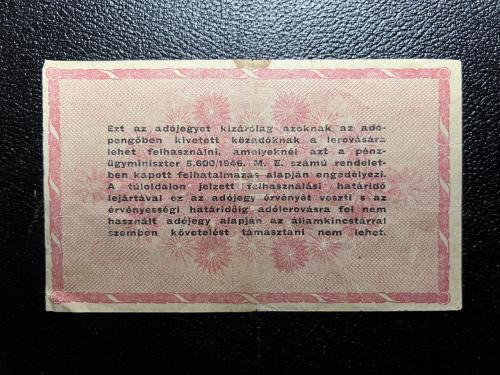 Ezt az adójegyet kizárólag azoknak az adó-
pengőben kivetett közadóknak a lerovására
lehet felhasználni, amelyeknél azt a pénz-
ügyminiszter 5.600/1946. M. E. számú rendelet-
ben kapott felhatalmazás alapján engedélyezi.
A túloldalon jelzett felhasználási határidő
lejártával ez az adójegy érvényét veszti s az
érvényességi határidőig adólerovásra fel nem
használt adójegy alapján az államkincstárral
szemben követelést támasztani nem lehet.